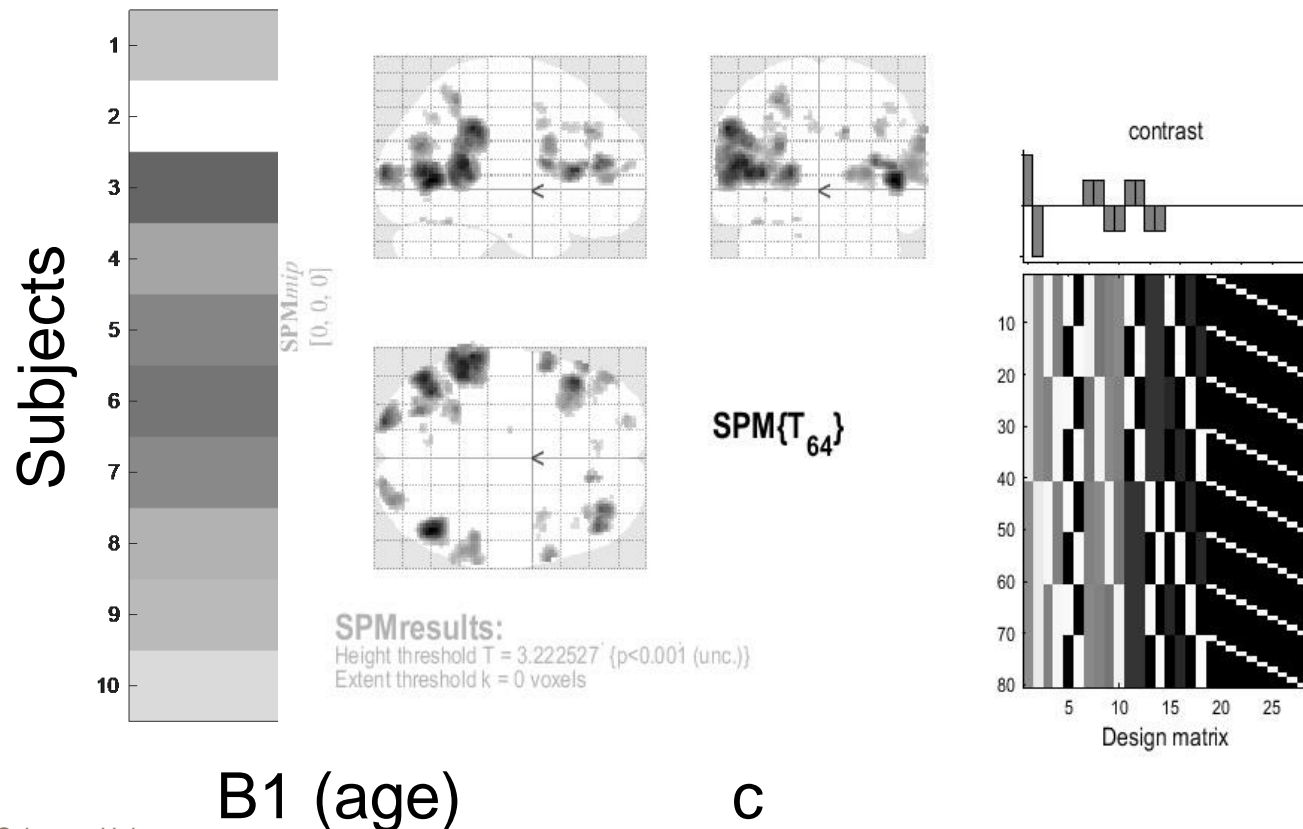 Subjects
1
2
3
4
5
6
7
8
9
10
SPMmip
[0, 0, 0]
<
<
<
SPM{T64}
SPMresults:
Height threshold T = 3.222527 {p<0.001 (unc.)}
Extent threshold k = 0 voxels
contrast
10
20
30
40
50
60
70
80
5 10 15 20 25
Design matrix
B1 (age)
c